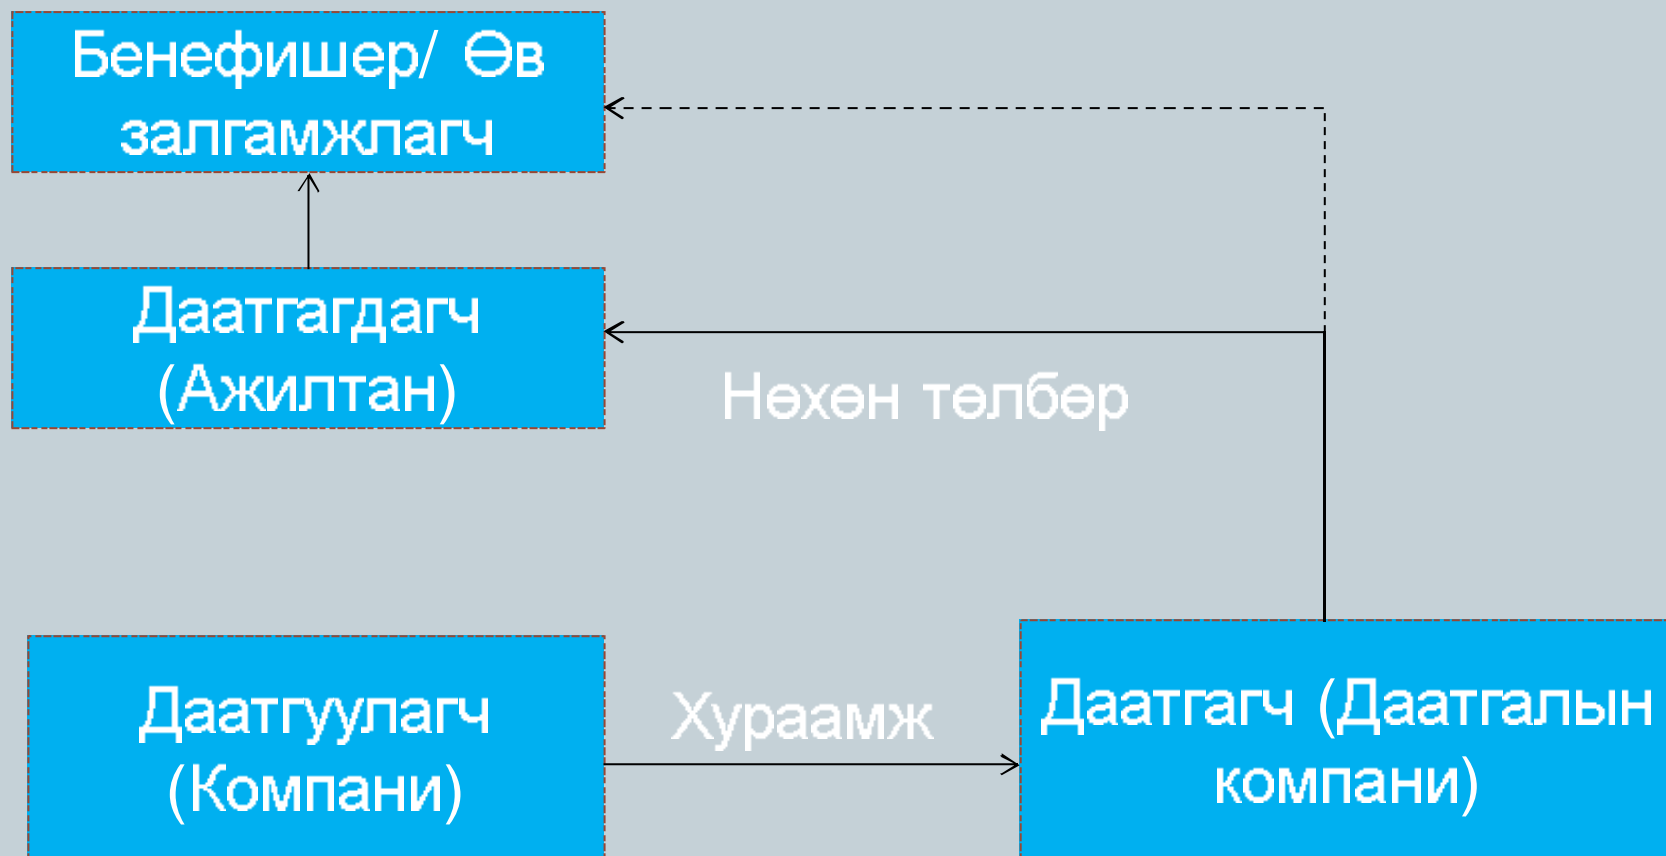 Бенефишер/ Өв
залгамжлагч
Даатгагдагч
(Ажилтан)
Нөхөн төлбөр
Даатгуулагч
(Компани)
Хураамж
Даатгагч (Даатгалын
компани)